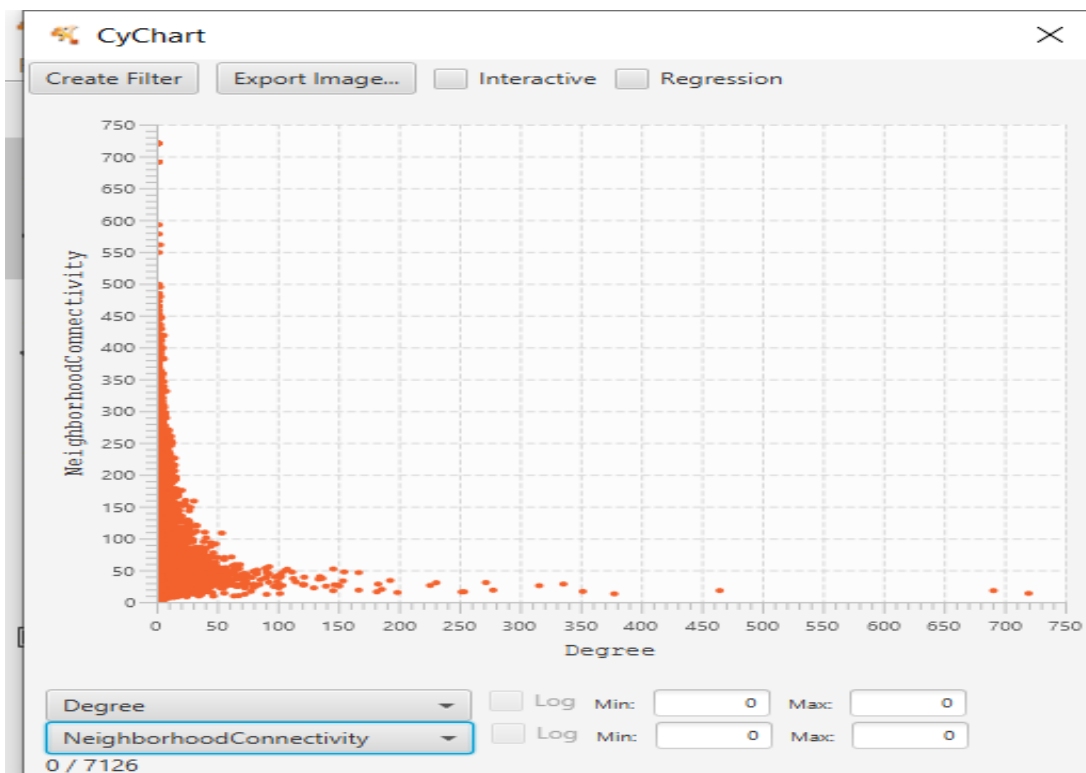 CyChart
Create Filter Export Image... Interactive Regression
750
700
650
600
550
500
450
400
350
300
250
200
150
100
50
0
NeighborhoodConnectivity
0 50 100 150 200 250 300 350 400 450 500 550 600 650 700 750
Degree
Degree Log Min: 0 Max: 0
NeighborhoodConnectivity Log Min: 0 Max: 0
0 / 7126